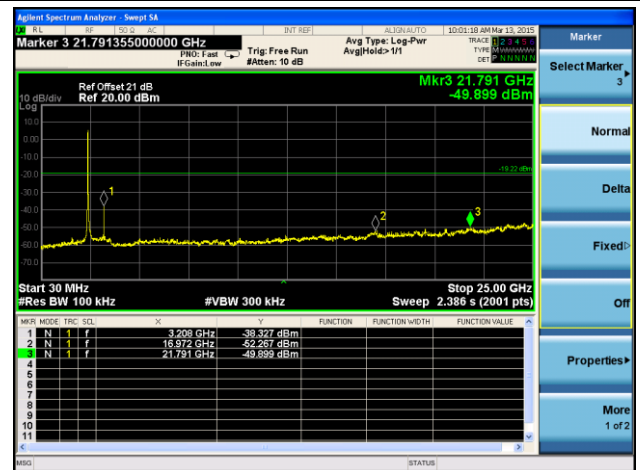 Agilent Spectrum Analyzer - Swept SA
RL RF 50 Ω AC INT REF ALIGNAUTO 10:01:18 AM Mar 13, 2015
Marker 3 21.791355000000 GHz
PNO: Fast
IFGain:Low
Trig: Free Run
#Atten: 10 dB
Avg Type: Log-Pwr
Avg|Hold:> 1/1
TRACE 1 2 3 4 5 6
TYPE MWWWWW
DET P N N N N N
Ref Offset 21 dB
10 dB/div Ref 20.00 dBm
Log
Mkr3 21.791 GHz
-49.899 dBm
10.0
0.00
-10.0
-20.0
-30.0
-40.0
-50.0
-60.0
-70.0
-19.22 dBm
1
2
3
Start 30 MHz Stop 25.00 GHz
#Res BW 100 kHz #VBW 300 kHz Sweep 2.386 s (2001 pts)
MKR MODE TRC SCL X Y FUNCTION FUNCTION WIDTH FUNCTION VALUE
1 N 1 f 3.208 GHz -38.327 dBm
2 N 1 f 16.972 GHz -52.267 dBm
3 N 1 f 21.791 GHz -49.899 dBm
4
5
6
7
8
9
10
11
MSG STATUS
Marker
Select Marker
3
Normal
Delta
Fixed
Off
Properties
More
1 of 2